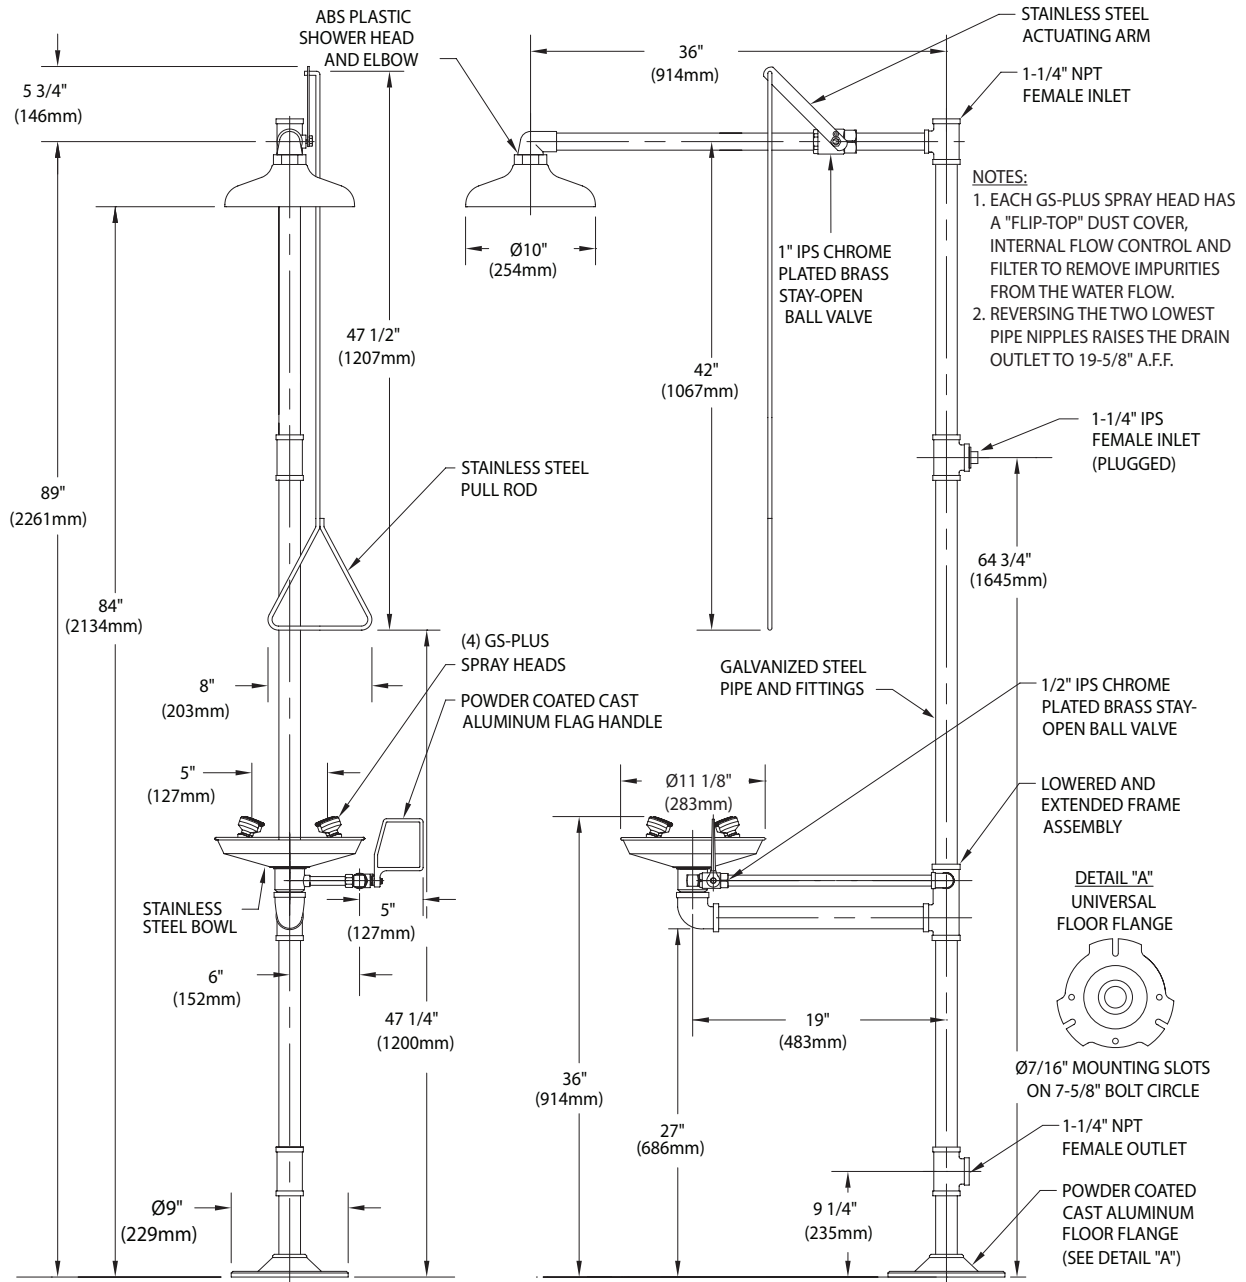 ABS PLASTIC
SHOWER HEAD
AND ELBOW
5 3/4"
(146mm)
36"
(914mm)
STAINLESS STEEL
ACTUATING ARM
1-1/4" NPT
FEMALE INLET
NOTES:
1. EACH GS-PLUS SPRAY HEAD HAS
A "FLIP-TOP" DUST COVER,
INTERNAL FLOW CONTROL AND
FILTER TO REMOVE IMPURITIES
FROM THE WATER FLOW.
2. REVERSING THE TWO LOWEST
PIPE NIPPLES RAISES THE DRAIN
OUTLET TO 19-5/8" A.F.F.
Ø10"
(254mm)
1" IPS CHROME
PLATED BRASS
STAY-OPEN
BALL VALVE
47 1/2"
(1207mm)
42"
(1067mm)
1-1/4" IPS
FEMALE INLET
(PLUGGED)
STAINLESS STEEL
PULL ROD
89"
(2261mm)
64 3/4"
(1645mm)
84"
(2134mm)
(4) GS-PLUS
SPRAY HEADS
8"
(203mm)
POWDER COATED CAST
ALUMINUM FLAG HANDLE
GALVANIZED STEEL
PIPE AND FITTINGS
1/2" IPS CHROME
PLATED BRASS STAY-
OPEN BALL VALVE
5"
(127mm)
Ø11 1/8"
(283mm)
LOWERED AND
EXTENDED FRAME
ASSEMBLY
DETAIL "A"
UNIVERSAL
FLOOR FLANGE
STAINLESS
STEEL BOWL
5"
(127mm)
6"
(152mm)
47 1/4"
(1200mm)
19"
(483mm)
Ø7/16" MOUNTING SLOTS
ON 7-5/8" BOLT CIRCLE
36"
(914mm)
27"
(686mm)
1-1/4" NPT
FEMALE OUTLET
Ø9"
(229mm)
9 1/4"
(235mm)
POWDER COATED
CAST ALUMINUM
FLOOR FLANGE
(SEE DETAIL "A")